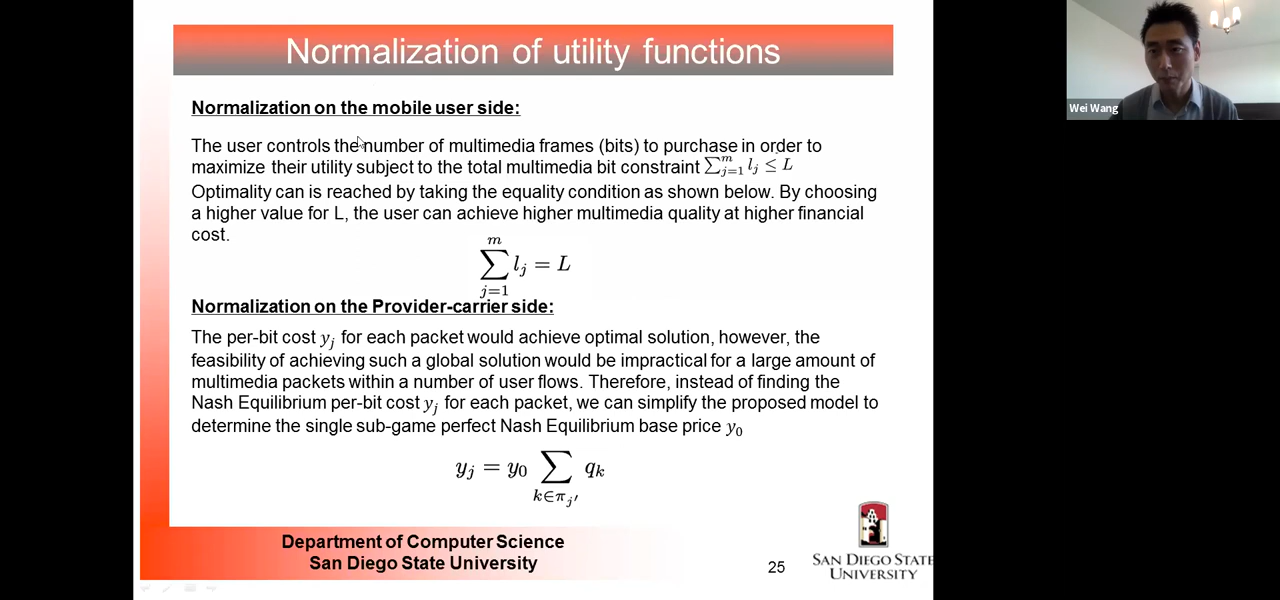 Normalization of utility functions
Wei Wang
Normalization on the mobile user side:
The user controls the number of multimedia frames (bits) to purchase in order to
maximize their utility subject to the total multimedia bit constraint ∑_{j=1}^{m} l_j ≤ L
Optimality can is reached by taking the equality condition as shown below. By choosing
a higher value for L, the user can achieve higher multimedia quality at higher financial
cost.
∑_{j=1}^{m} l_j = L
Normalization on the Provider-carrier side:
The per-bit cost y_j for each packet would achieve optimal solution, however, the
feasibility of achieving such a global solution would be impractical for a large amount of
multimedia packets within a number of user flows. Therefore, instead of finding the
Nash Equilibrium per-bit cost y_j for each packet, we can simplify the proposed model to
determine the single sub-game perfect Nash Equilibrium base price y_0
y_j = y_0 ∑_{k∈π_{j'}} q_k
Department of Computer Science
San Diego State University
25
SAN DIEGO STATE
UNIVERSITY